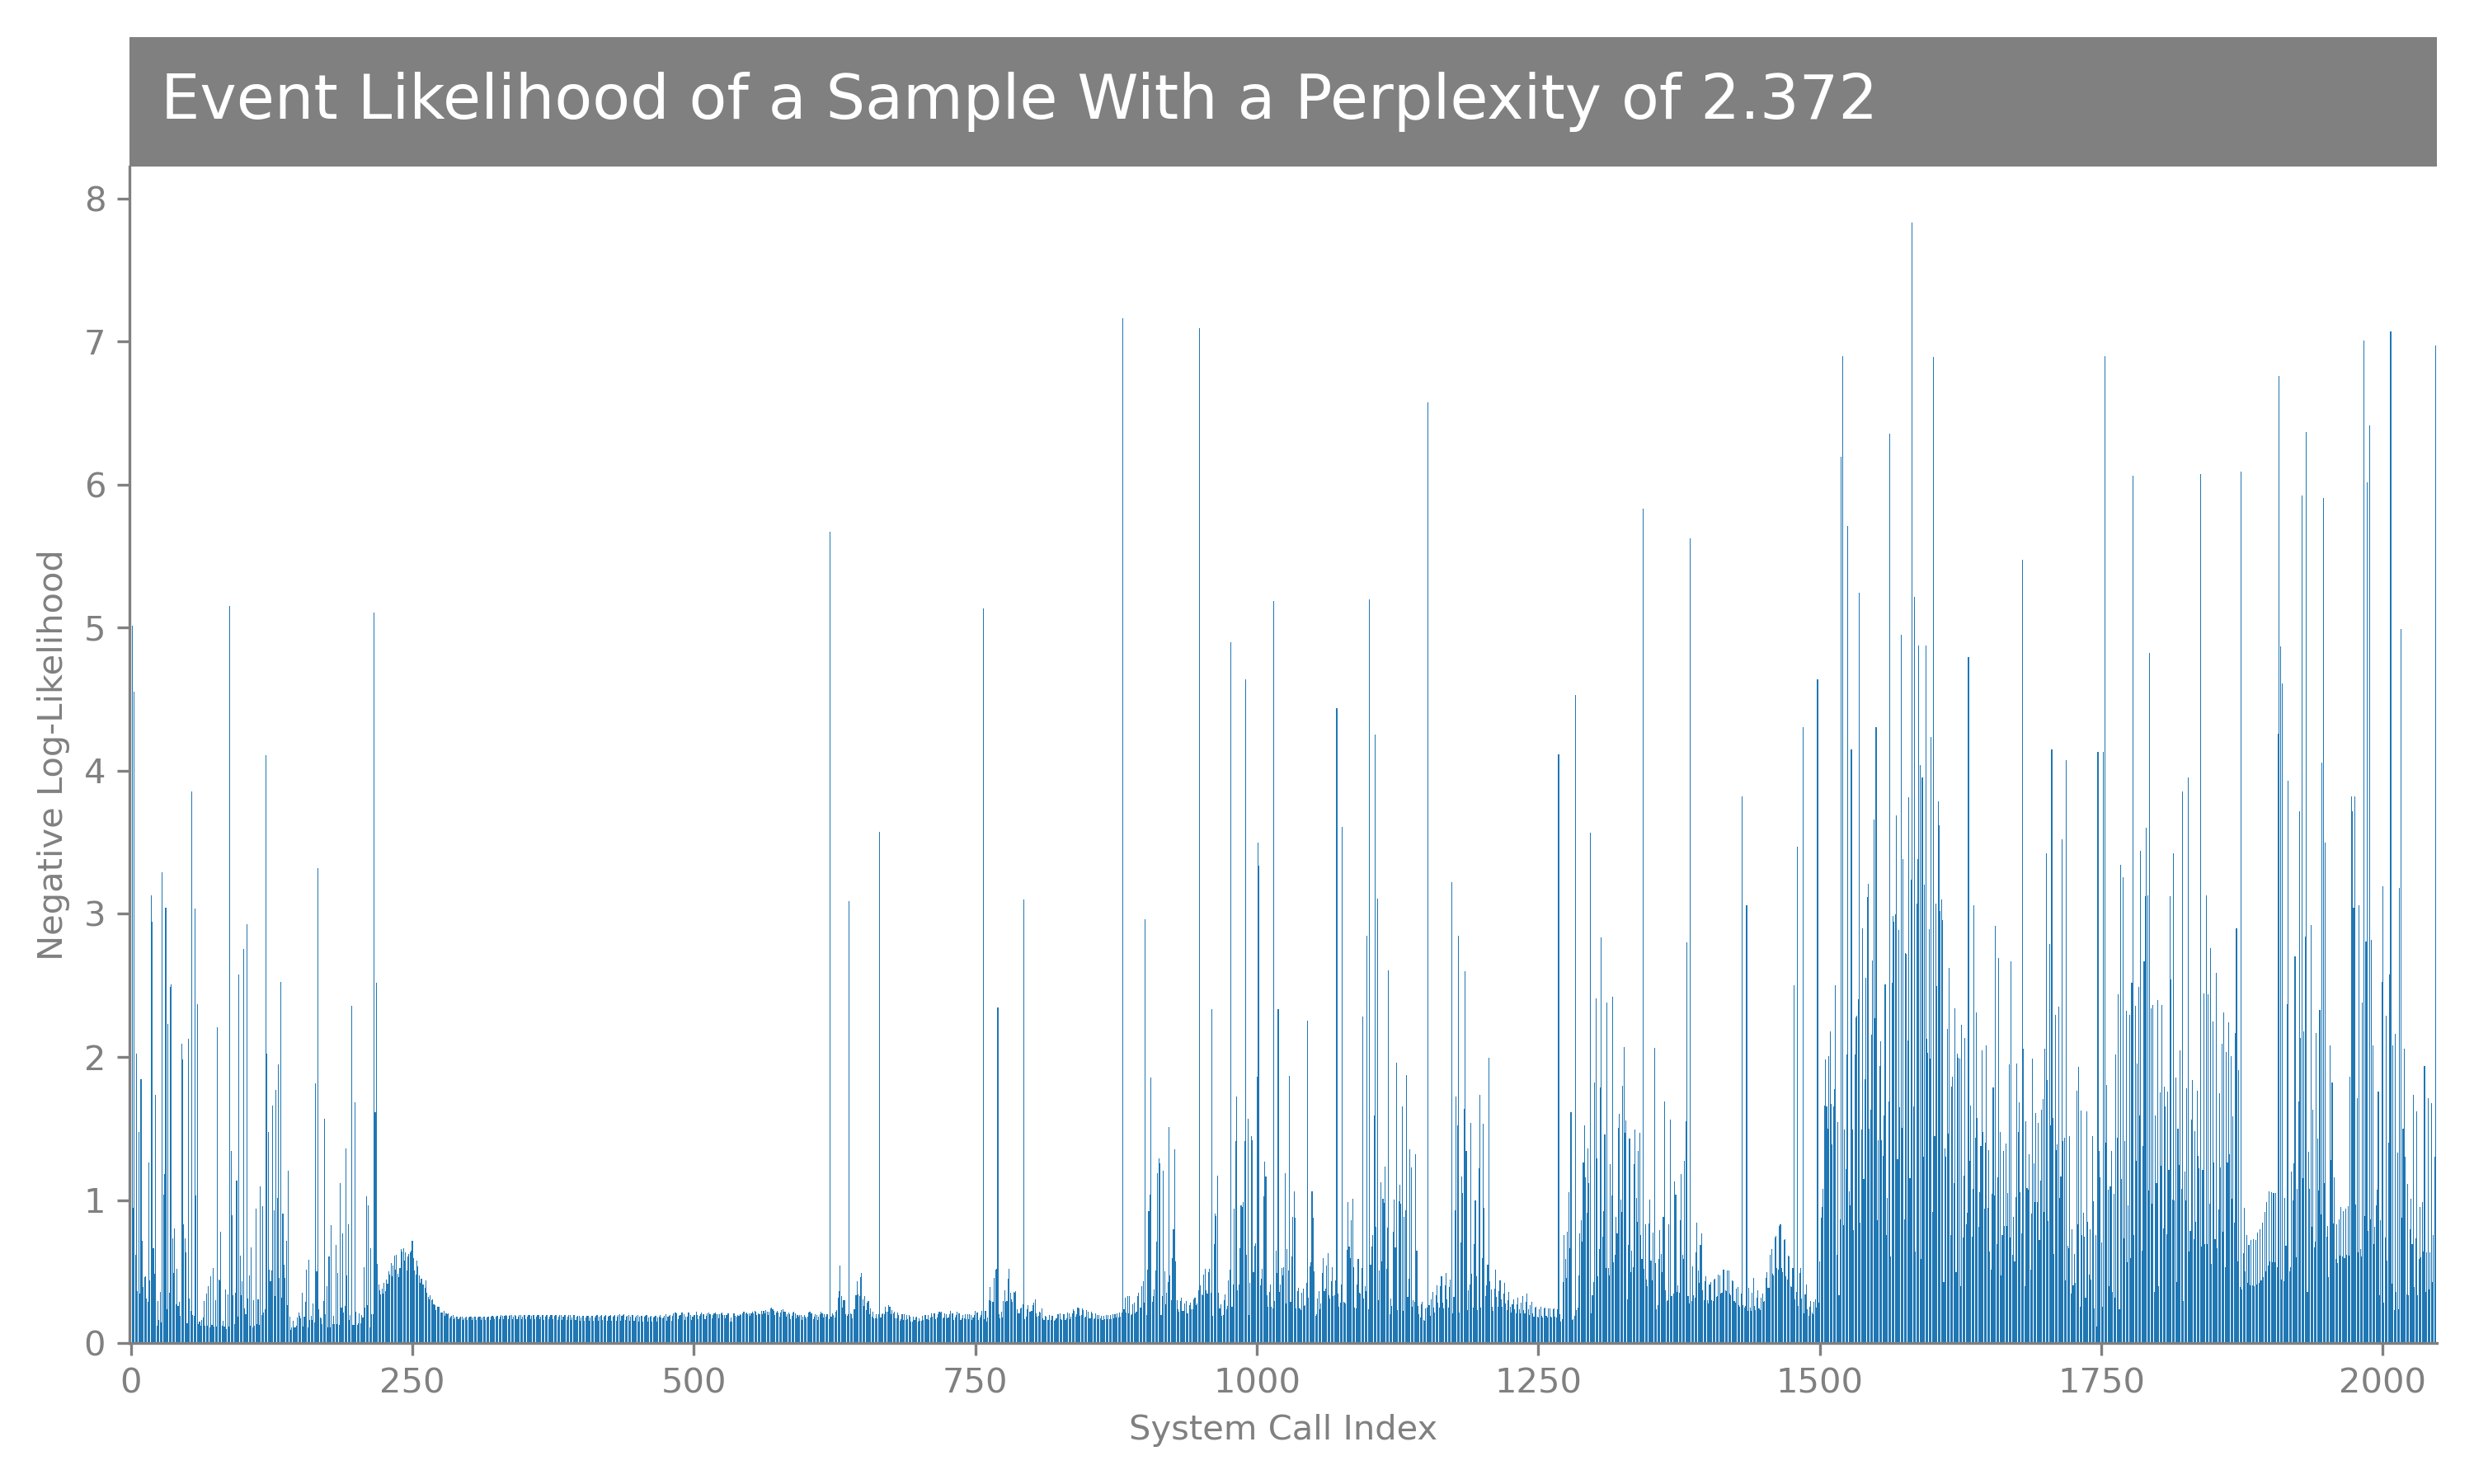 Event Likelihood of a Sample With a Perplexity of 2.372
8
7
6
5
4
3
2
1
0
Negative Log-Likelihood
0 250 500 750 1000 1250 1500 1750 2000
System Call Index